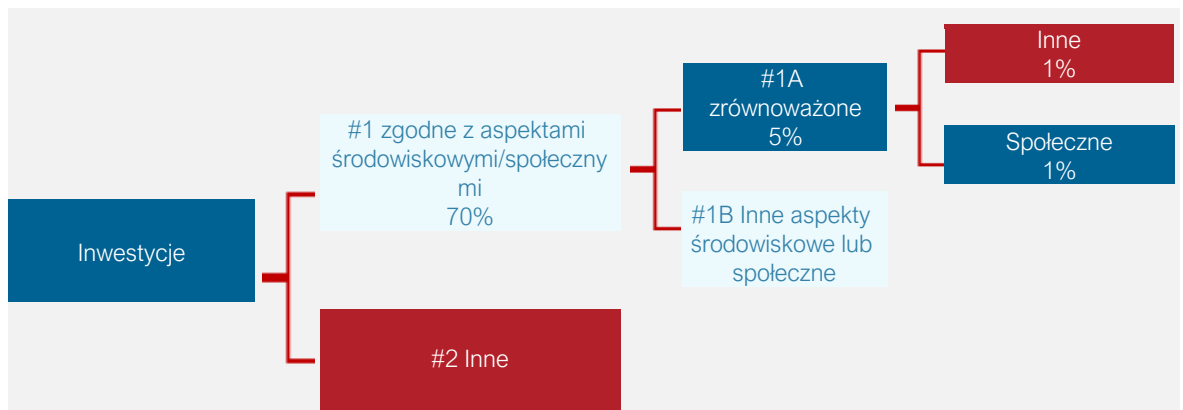 Inwestycje
#1 zgodne z aspektami
środowiskowymi/społeczny
mi
70%
#2 Inne
#1A
zrównoważone
5%
#1B Inne aspekty
środowiskowe lub
społeczne
Inne
1%
Społeczne
1%